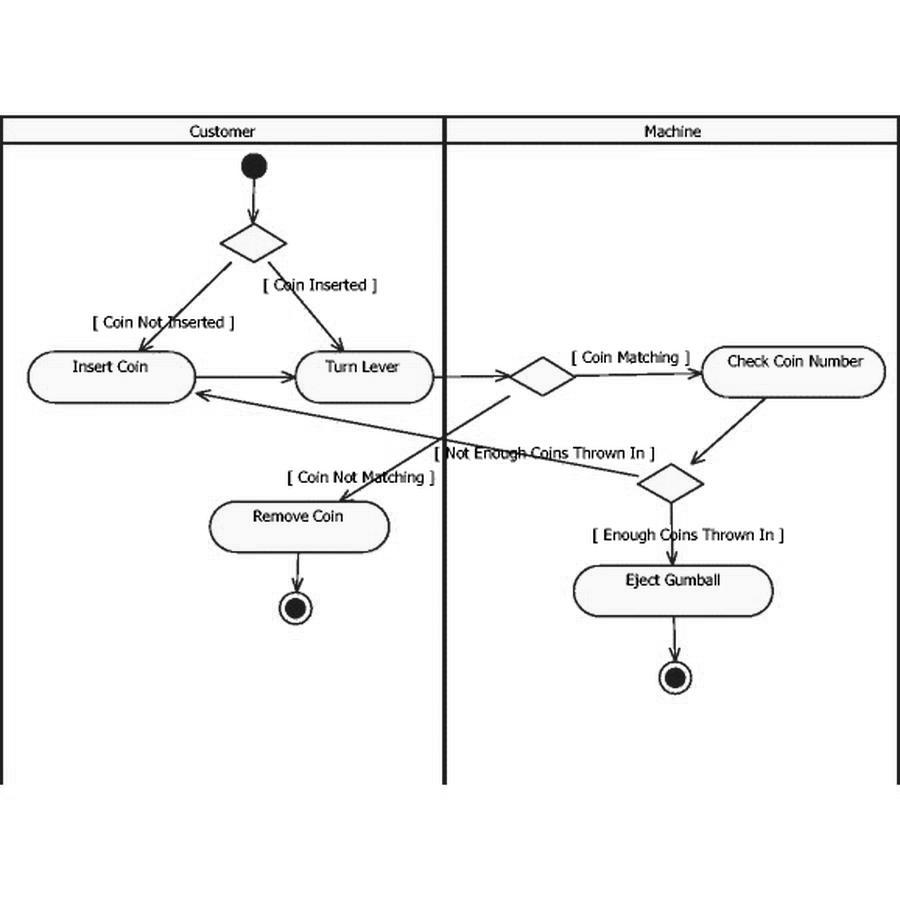 Customer
Machine
[ Coin Inserted ]
[ Coin Not Inserted ]
Insert Coin
Turn Lever
[ Coin Matching ]
Check Coin Number
[ Not Enough Coins Thrown In ]
[ Coin Not Matching ]
Remove Coin
[ Enough Coins Thrown In ]
Eject Gumball